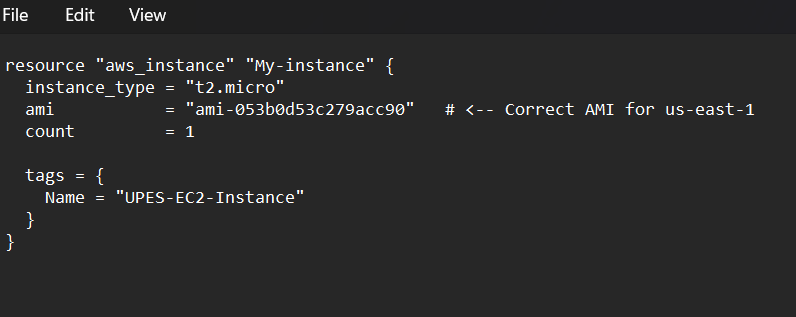 File Edit View
resource "aws_instance" "My-instance" {
  instance_type = "t2.micro"
  ami           = "ami-053b0d53c279acc90"   # <-- Correct AMI for us-east-1
  count         = 1

  tags = {
    Name = "UPES-EC2-Instance"
  }
}